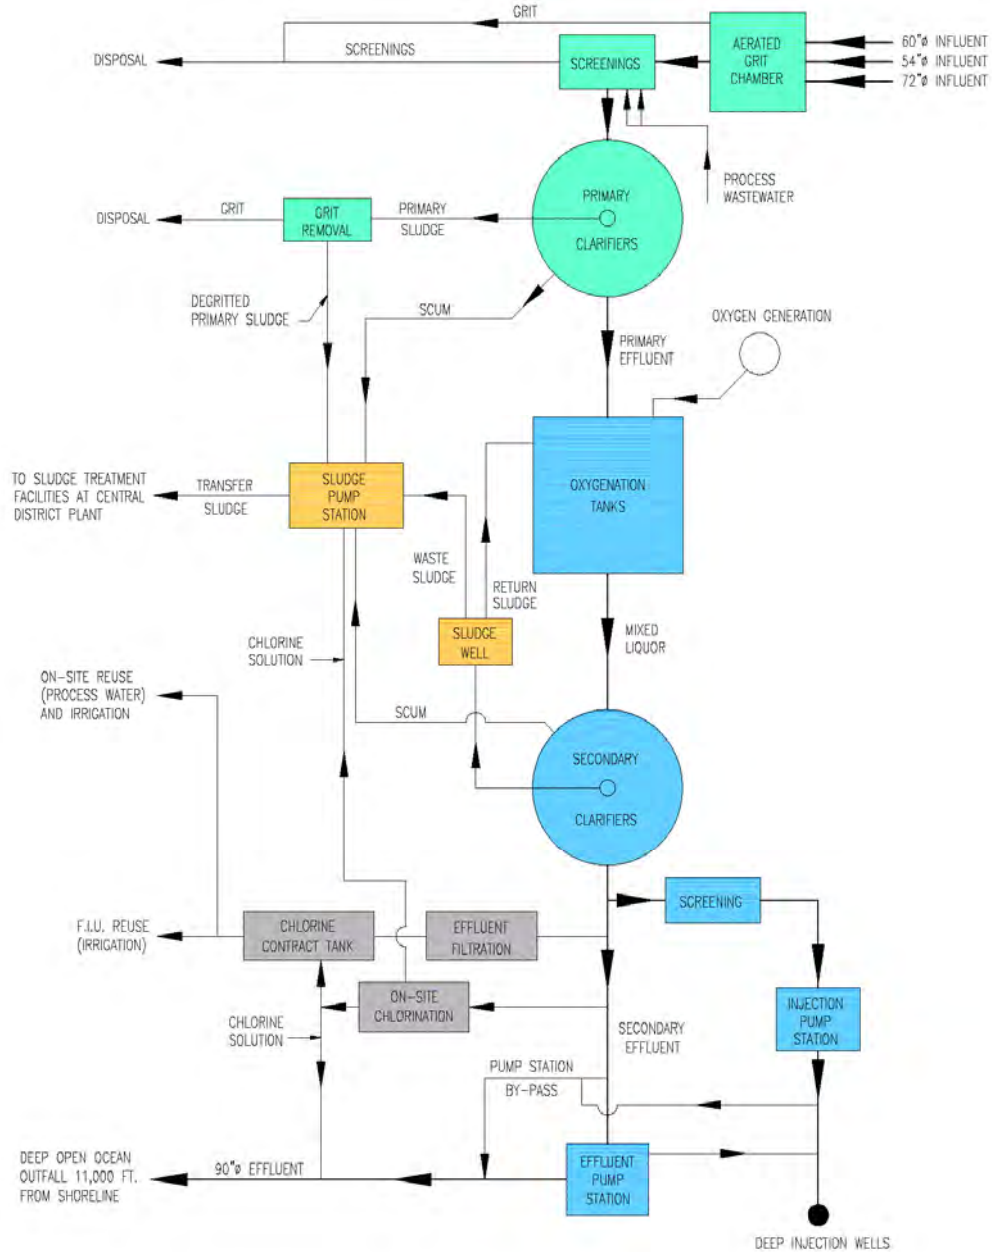 GRIT
AERATED
GRIT
CHAMBER
60"ø INFLUENT
54"ø INFLUENT
72"ø INFLUENT
DISPOSAL
SCREENINGS
SCREENINGS
PROCESS
WASTEWATER
PRIMARY
CLARIFIERS
DISPOSAL
GRIT
GRIT
REMOVAL
PRIMARY
SLUDGE
DEGRITTED
PRIMARY SLUDGE
SCUM
PRIMARY
EFFLUENT
OXYGEN GENERATION
TO SLUDGE TREATMENT
FACILITIES AT CENTRAL
DISTRICT PLANT
TRANSFER
SLUDGE
SLUDGE
PUMP
STATION
OXYGENATION
TANKS
WASTE
SLUDGE
RETURN
SLUDGE
SLUDGE
WELL
MIXED
LIQUOR
CHLORINE
SOLUTION
ON-SITE REUSE
(PROCESS WATER)
AND IRRIGATION
SCUM
SECONDARY
CLARIFIERS
SCREENING
F.I.U. REUSE
(IRRIGATION)
CHLORINE
CONTRACT TANK
EFFLUENT
FILTRATION
ON-SITE
CHLORINATION
INJECTION
PUMP
STATION
CHLORINE
SOLUTION
SECONDARY
EFFLUENT
PUMP STATION
BY-PASS
DEEP OPEN OCEAN
OUTFALL 11,000 FT.
FROM SHORELINE
90"ø EFFLUENT
EFFLUENT
PUMP
STATION
DEEP INJECTION WELLS